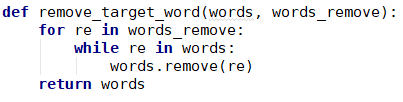 def remove_target_word(words, words_remove):
    for re in words_remove:
        while re in words:
            words.remove(re)
    return words